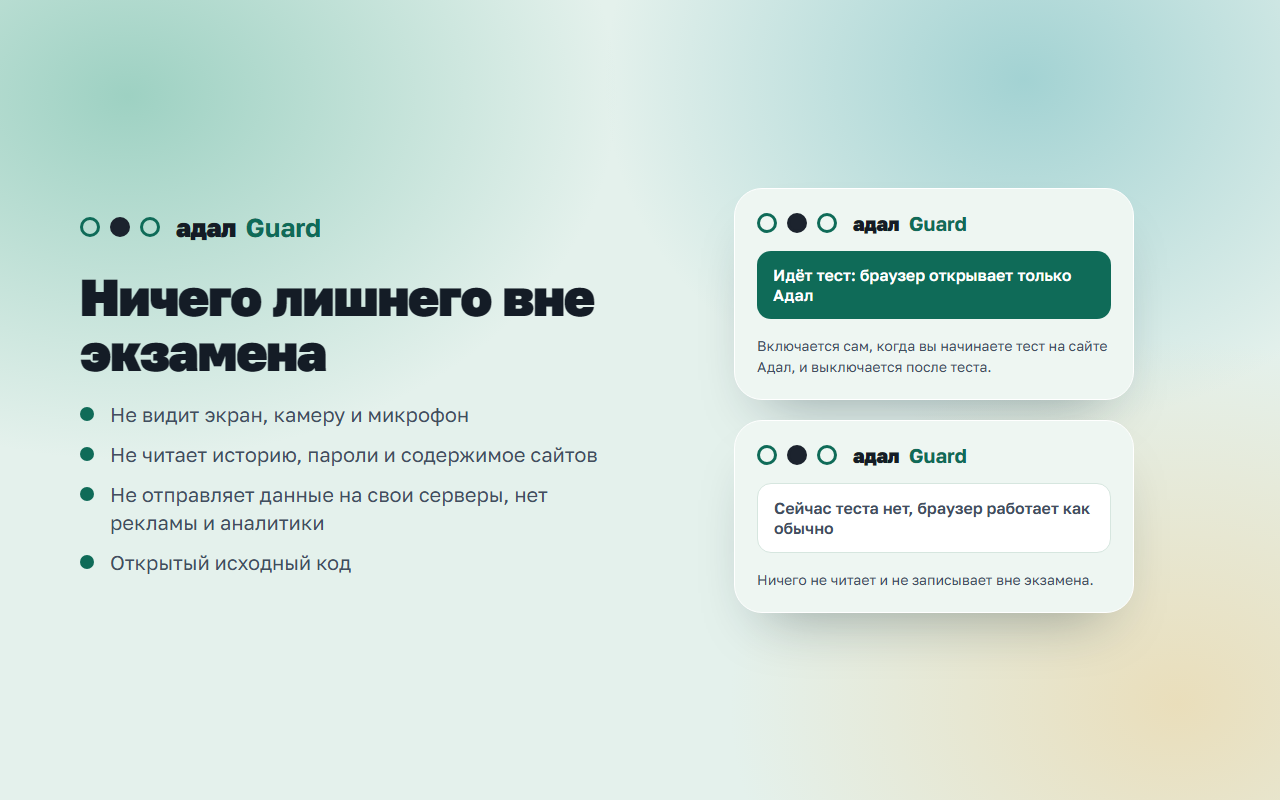 адал Guard
Ничего лишнего вне
экзамена
Не видит экран, камеру и микрофон
Не читает историю, пароли и содержимое сайтов
Не отправляет данные на свои серверы, нет
рекламы и аналитики
Открытый исходный код
адал Guard
Идёт тест: браузер открывает только
Адал
Включается сам, когда вы начинаете тест на сайте
Адал, и выключается после теста.
адал Guard
Сейчас теста нет, браузер работает как
обычно
Ничего не читает и не записывает вне экзамена.